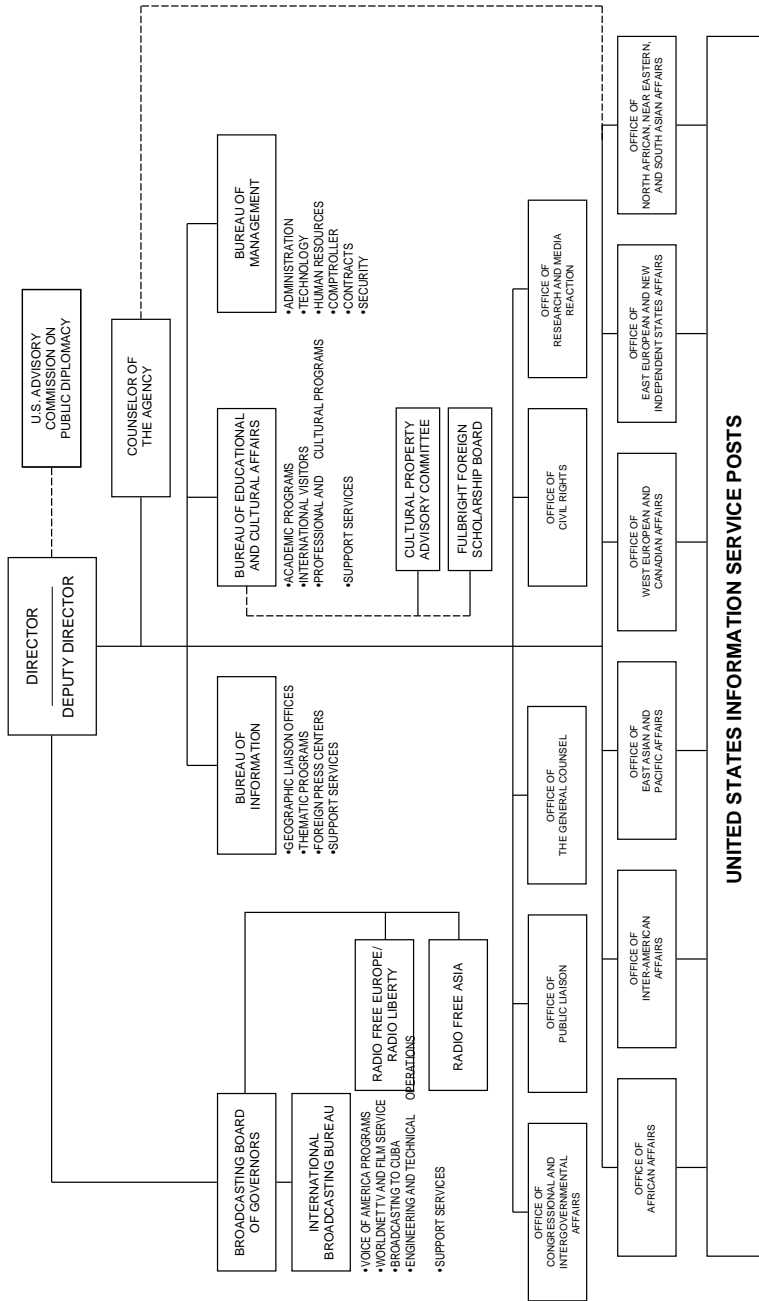 DIRECTOR
DEPUTY DIRECTOR
U.S. ADVISORY
COMMISSION ON
PUBLIC DIPLOMACY
COUNSELOR OF
THE AGENCY
BROADCASTING BOARD
OF GOVERNORS
INTERNATIONAL
BROADCASTING BUREAU
•VOICE OF AMERICA PROGRAMS
•WORLDNET TV AND FILM SERVICE
•BROADCASTING TO CUBA
•ENGINEERING AND TECHNICAL OPERATIONS
•SUPPORT SERVICES
RADIO FREE EUROPE/
RADIO LIBERTY
RADIO FREE ASIA
BUREAU OF
INFORMATION
•GEOGRAPHIC LIAISON OFFICES
•THEMATIC PROGRAMS
•FOREIGN PRESS CENTERS
•SUPPORT SERVICES
BUREAU OF EDUCATIONAL
AND CULTURAL AFFAIRS
•ACADEMIC PROGRAMS
•INTERNATIONAL VISITORS
•PROFESSIONAL AND CULTURAL PROGRAMS
•SUPPORT SERVICES
CULTURAL PROPERTY
ADVISORY COMMITTEE
FULBRIGHT FOREIGN
SCHOLARSHIP BOARD
BUREAU OF
MANAGEMENT
•ADMINISTRATION
•TECHNOLOGY
•HUMAN RESOURCES
•COMPTROLLER
•CONTRACTS
•SECURITY
OFFICE OF
CONGRESSIONAL AND
INTERGOVERNMENTAL
AFFAIRS
OFFICE OF
PUBLIC LIAISON
OFFICE OF
THE GENERAL COUNSEL
OFFICE OF
CIVIL RIGHTS
OFFICE OF
RESEARCH AND MEDIA
REACTION
OFFICE OF
AFRICAN AFFAIRS
OFFICE OF
INTER-AMERICAN
AFFAIRS
OFFICE OF
EAST ASIAN AND
PACIFIC AFFAIRS
OFFICE OF
WEST EUROPEAN AND
CANADIAN AFFAIRS
OFFICE OF
EAST EUROPEAN AND NEW
INDEPENDENT STATES AFFAIRS
OFFICE OF
NORTH AFRICAN, NEAR EASTERN,
AND SOUTH ASIAN AFFAIRS
UNITED STATES INFORMATION SERVICE POSTS